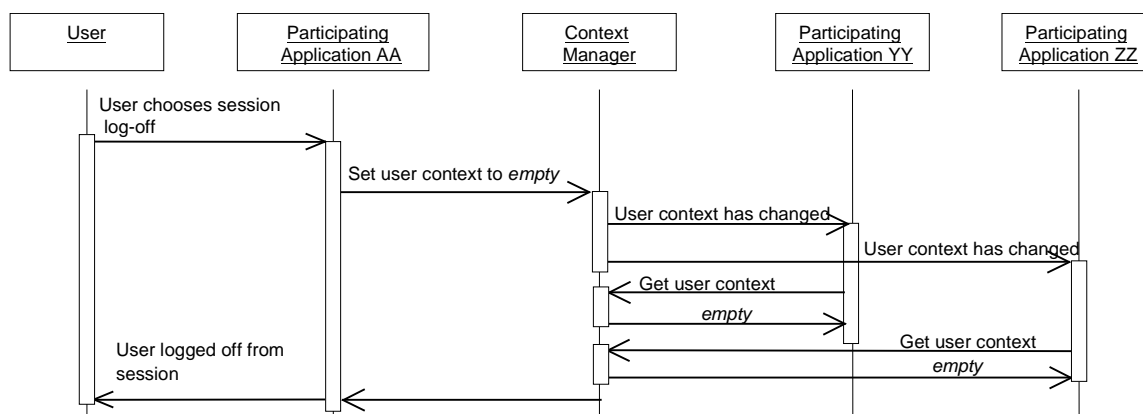 User
Participating
Application AA
Context
Manager
Participating
Application YY
Participating
Application ZZ
User chooses session
log-off
Set user context to empty
User context has changed
User context has changed
Get user context
empty
Get user context
empty
User logged off from
session